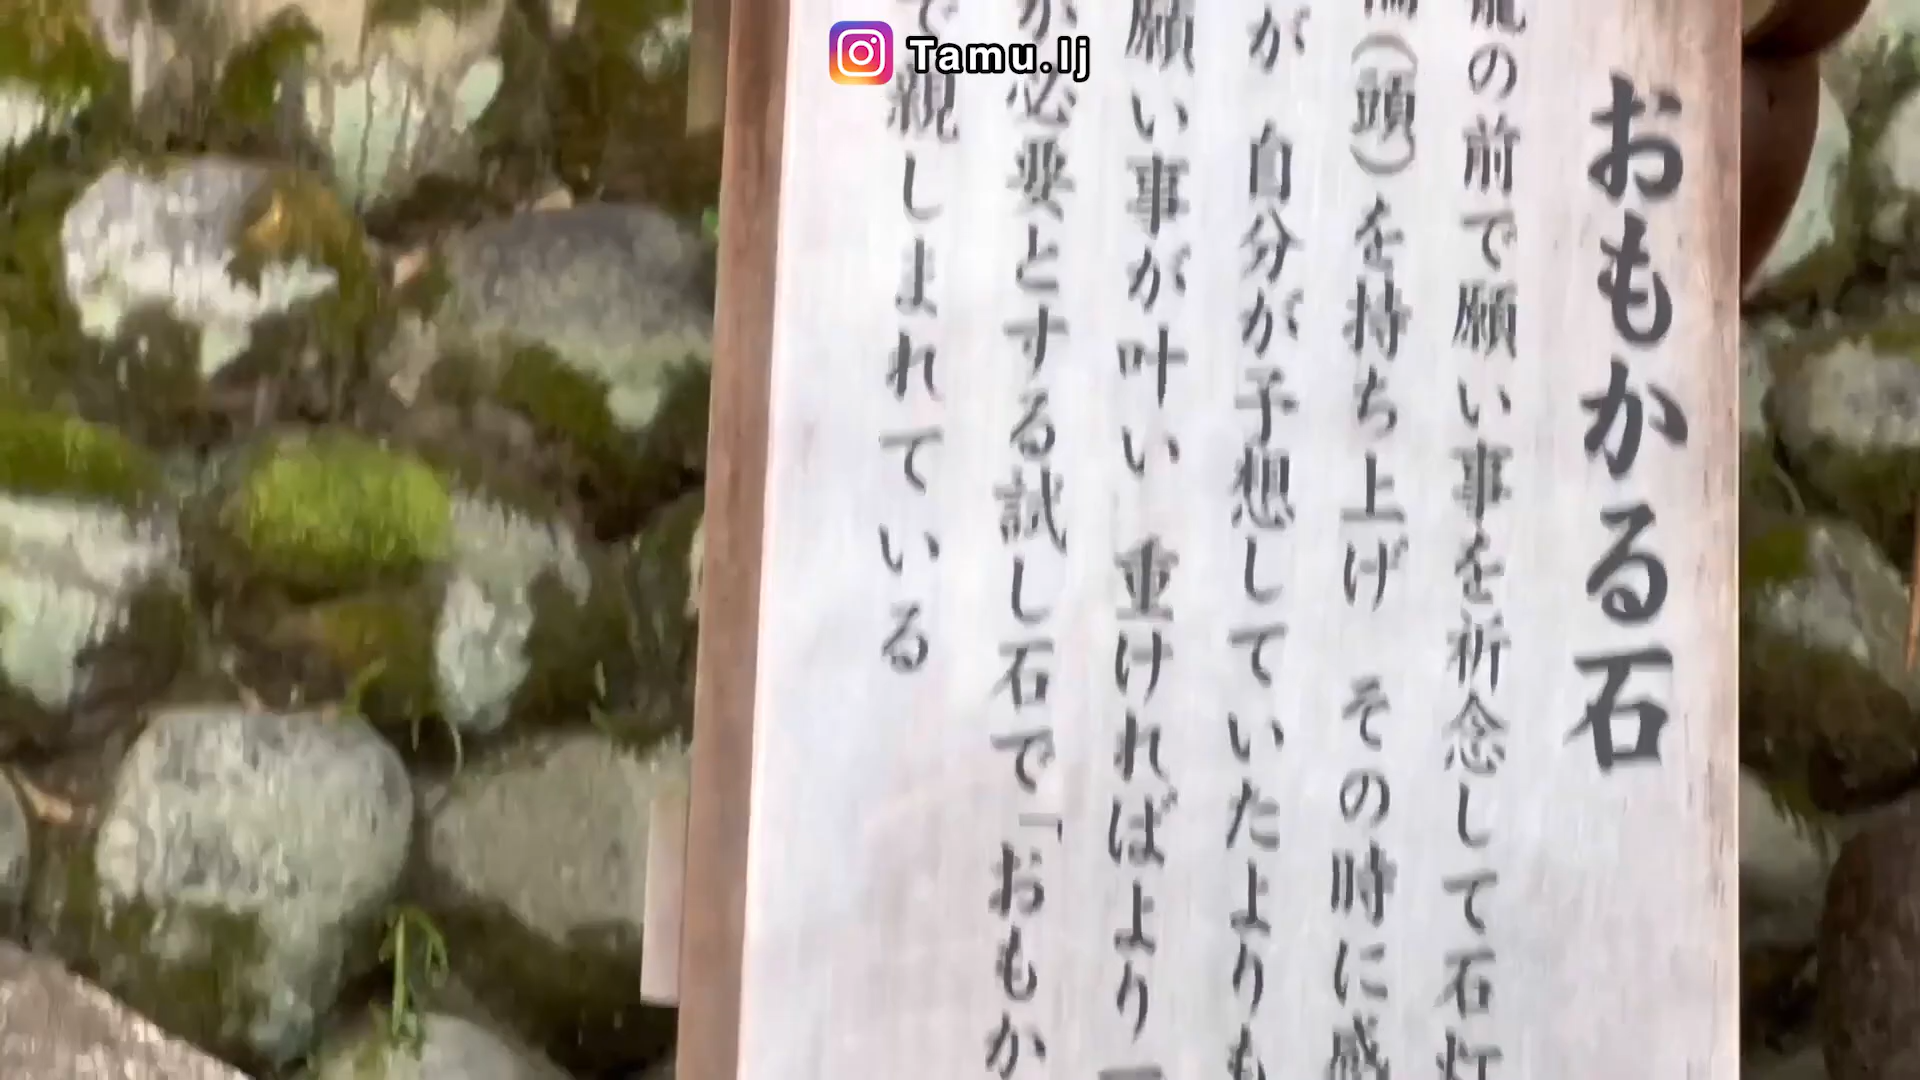 Tamu.lj
おもかる石
の前で願い事を祈念して石灯
(頭)を持ち上げ その時に感
が 自分が予想していたよりも
願い事が叶い 重ければより一
必要とする試し石で「おもか
で親しまれている